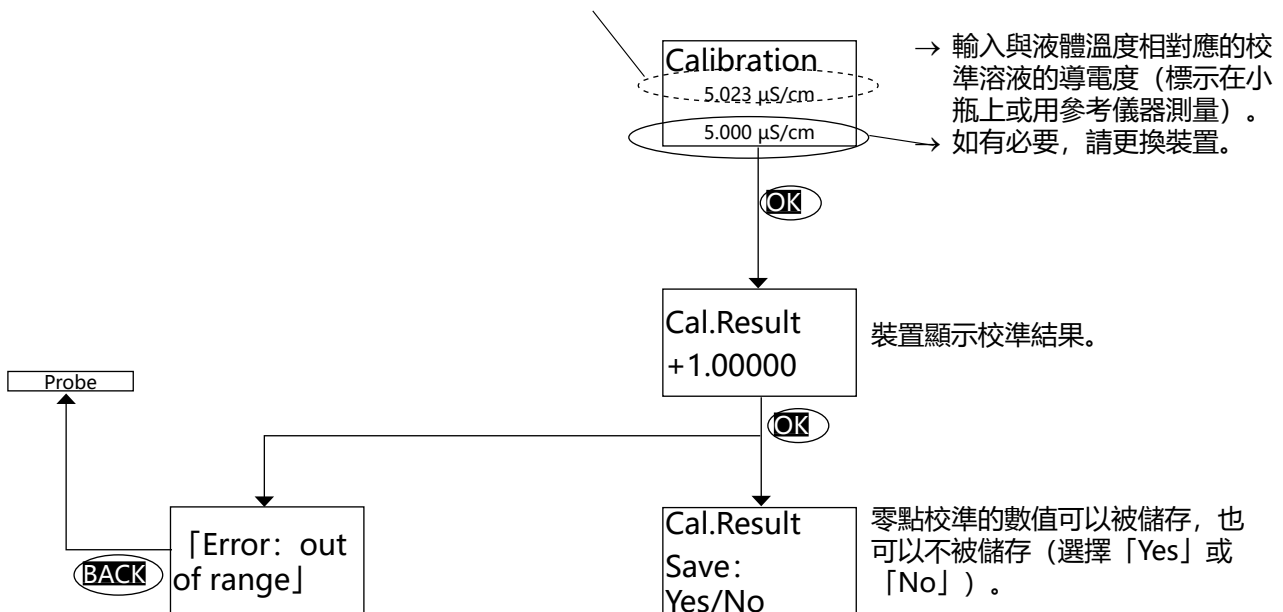 Calibration
5.023 µS/cm
5.000 µS/cm
→ 輸入與液體溫度相對應的校
準溶液的導電度（標示在小
瓶上或用參考儀器測量）。
→ 如有必要，請更換裝置。
OK
Cal.Result
+1.00000
裝置顯示校準結果。
Probe
OK
「Error：out
of range」
BACK
Cal.Result
Save：
Yes/No
零點校準的數值可以被儲存，也
可以不被儲存（選擇「Yes」或
「No」）。